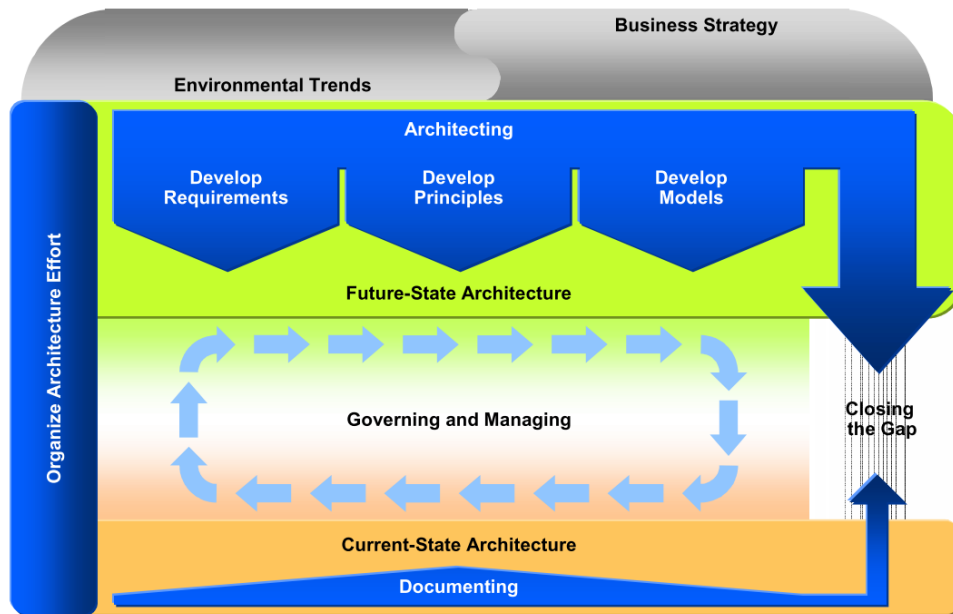 Business Strategy
Environmental Trends
Architecting
Develop
Requirements
Develop
Principles
Develop
Models
Organize Architecture Effort
Future-State Architecture
Governing and Managing
Closing
the Gap
Current-State Architecture
Documenting